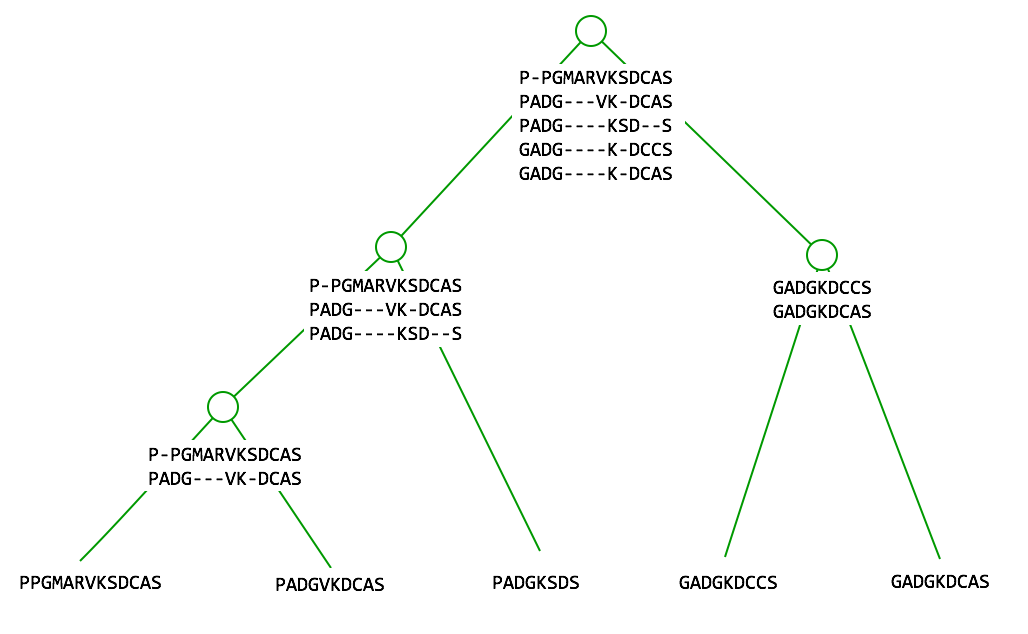 P-PGMARVKSDCAS
PADG---VK-DCAS
PADG----KSD--S
GADG----K-DCCS
GADG----K-DCAS
P-PGMARVKSDCAS
PADG---VK-DCAS
PADG----KSD--S
GADGKDCCS
GADGKDCAS
P-PGMARVKSDCAS
PADG---VK-DCAS
PPGMARVKSDCAS
PADGVKDCAS
PADGKSDS
GADGKDCCS
GADGKDCAS